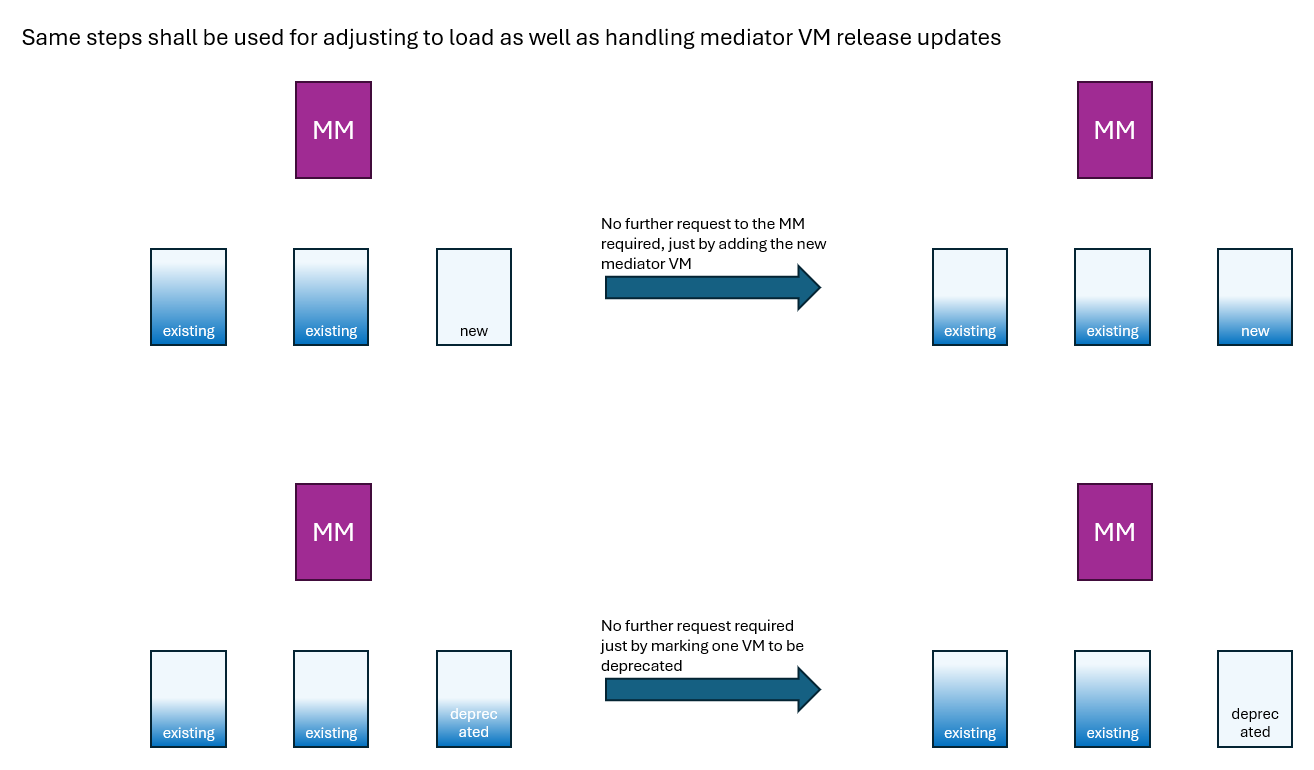 Same steps shall be used for adjusting to load as well as handling mediator VM release updates
MM
MM
No further request to the MM
required, just by adding the new
mediator VM
existing
existing
new
existing
existing
new
MM
MM
No further request required
just by marking one VM to be
deprecated
existing
existing
deprec
ated
existing
existing
deprec
ated